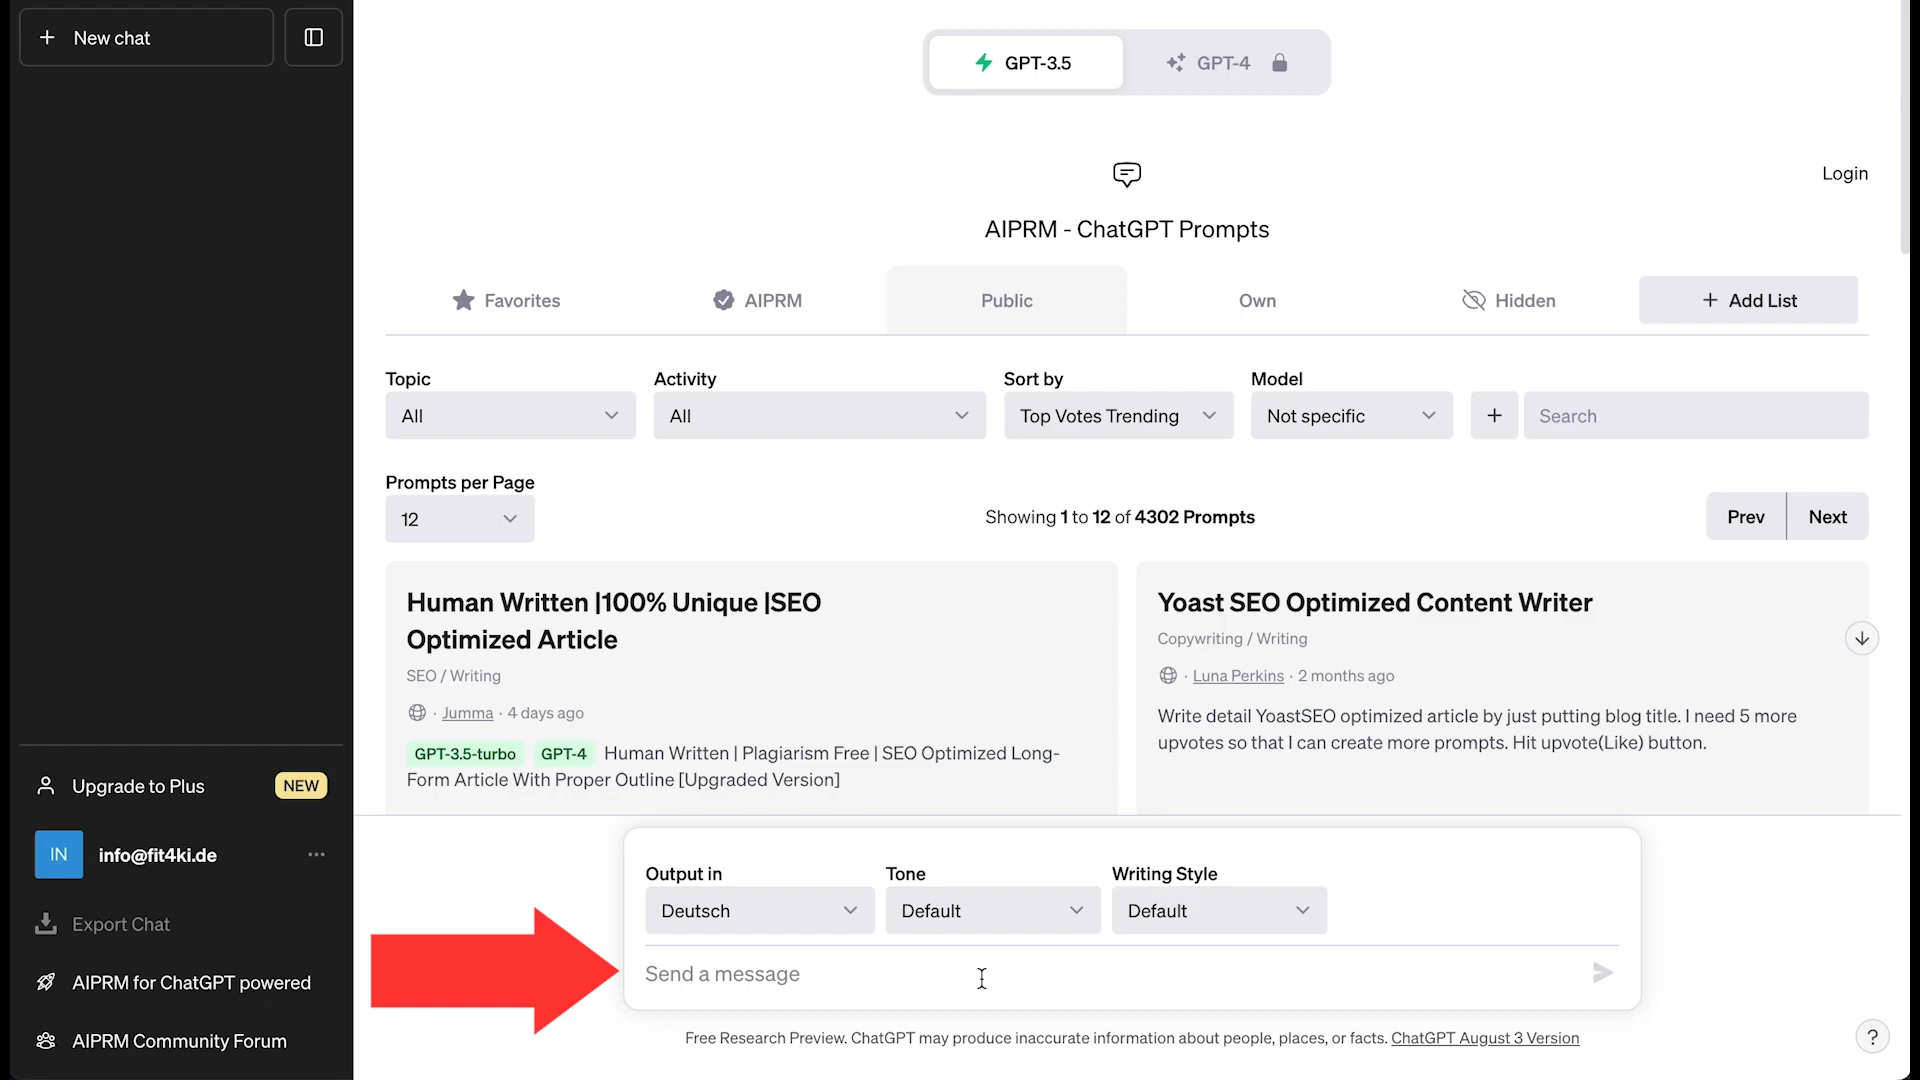 New chat
GPT-3.5
GPT-4
Login
AIPRM - ChatGPT Prompts
Favorites
AIPRM
Public
Own
Hidden
+ Add List
Topic
Activity
Sort by
Model
All
All
Top Votes Trending
Not specific
+
Search
Prompts per Page
12
Showing 1 to 12 of 4302 Prompts
Prev
Next
Human Written |100% Unique |SEO
Optimized Article
SEO / Writing
· Jumma · 4 days ago
GPT-3.5-turbo GPT-4 Human Written | Plagiarism Free | SEO Optimized Long-
Form Article With Proper Outline [Upgraded Version]
Yoast SEO Optimized Content Writer
Copywriting / Writing
· Luna Perkins · 2 months ago
Write detail YoastSEO optimized article by just putting blog title. I need 5 more
upvotes so that I can create more prompts. Hit upvote(Like) button.
Upgrade to Plus
NEW
IN
info@fit4ki.de
Export Chat
AIPRM for ChatGPT powered
AIPRM Community Forum
Output in
Tone
Writing Style
Deutsch
Default
Default
Send a message
Free Research Preview. ChatGPT may produce inaccurate information about people, places, or facts. ChatGPT August 3 Version
?